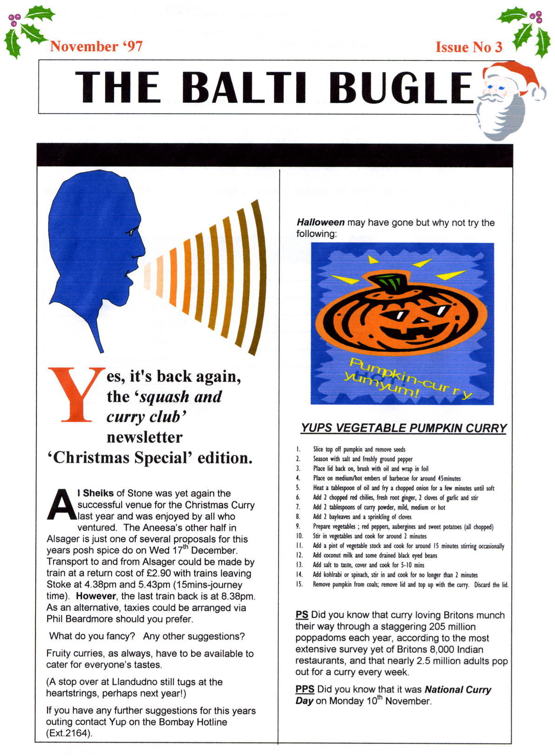 November ‘97
Issue No 3
THE BALTI BUGLE
Yes, it's back again,
the ‘squash and
curry club’
newsletter
‘Christmas Special’ edition.
Al Sheiks of Stone was yet again the
successful venue for the Christmas Curry
last year and was enjoyed by all who
ventured. The Aneesa's other half in
Alsager is just one of several proposals for this
years posh spice do on Wed 17th December.
Transport to and from Alsager could be made by
train at a return cost of £2.90 with trains leaving
Stoke at 4.38pm and 5.43pm (15mins-journey
time). However, the last train back is at 8.38pm.
As an alternative, taxies could be arranged via
Phil Beardmore should you prefer.
What do you fancy? Any other suggestions?
Fruity curries, as always, have to be available to
cater for everyone's tastes.
(A stop over at Llandudno still tugs at the
heartstrings, perhaps next year!)
If you have any further suggestions for this years
outing contact Yup on the Bombay Hotline
(Ext.2164).
Halloween may have gone but why not try the
following:
Pumpkin-curry
yumyum!
YUPS VEGETABLE PUMPKIN CURRY
1. Slice top off pumpkin and remove seeds
2. Season with salt and freshly ground pepper
3. Place lid back on, brush with oil and wrap in foil
4. Place on medium/hot embers of barbecue for around 45minutes
5. Heat a tablespoon of oil and fry a chopped onion for a few minutes until soft
6. Add 2 chopped red chilies, fresh root ginger, 2 cloves of garlic and stir
7. Add 2 tablespoons of curry powder, mild, medium or hot
8. Add 2 bayleaves and a sprinkling of cloves
9. Prepare vegetables ; red peppers, aubergines and sweet potatoes (all chopped)
10. Stir in vegetables and cook for around 2 minutes
11. Add a pint of vegetable stock and cook for around 15 minutes stirring occasionally
12. Add coconut milk and some drained black eyed beans
13. Add salt to taste, cover and cook for 5-10 mins
14. Add kohlrabi or spinach, stir in and cook for no longer than 2 minutes
15. Remove pumpkin from coals; remove lid and top up with the curry. Discard the lid.
PS Did you know that curry loving Britons munch
their way through a staggering 205 million
poppadoms each year, according to the most
extensive survey yet of Britons 8,000 Indian
restaurants, and that nearly 2.5 million adults pop
out for a curry every week.
PPS Did you know that it was National Curry
Day on Monday 10th November.